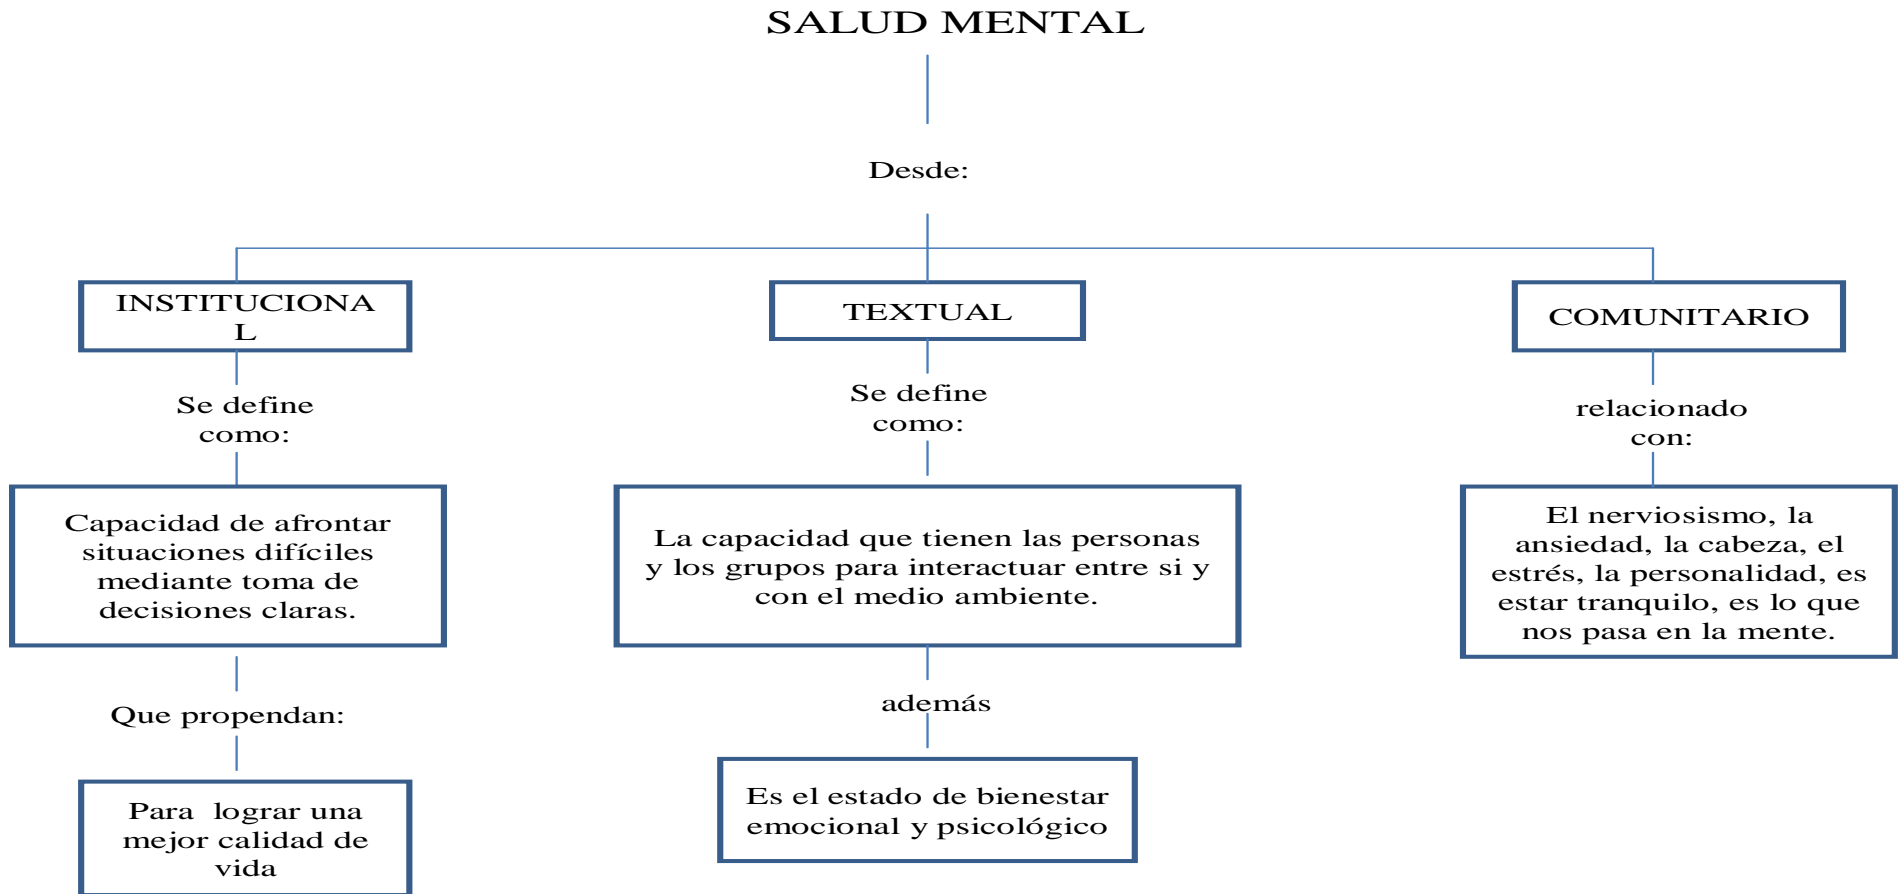 SALUD MENTAL
Desde:
INSTITUCIONA
L
Se define
como:
Capacidad de afrontar
situaciones difíciles
mediante toma de
decisiones claras.
Que propendan:
Para lograr una
mejor calidad de
vida
TEXTUAL
Se define
como:
La capacidad que tienen las personas
y los grupos para interactuar entre si y
con el medio ambiente.
además
Es el estado de bienestar
emocional y psicológico
COMUNITARIO
relacionado
con:
El nerviosismo, la
ansiedad, la cabeza, el
estrés, la personalidad, es
estar tranquilo, es lo que
nos pasa en la mente.